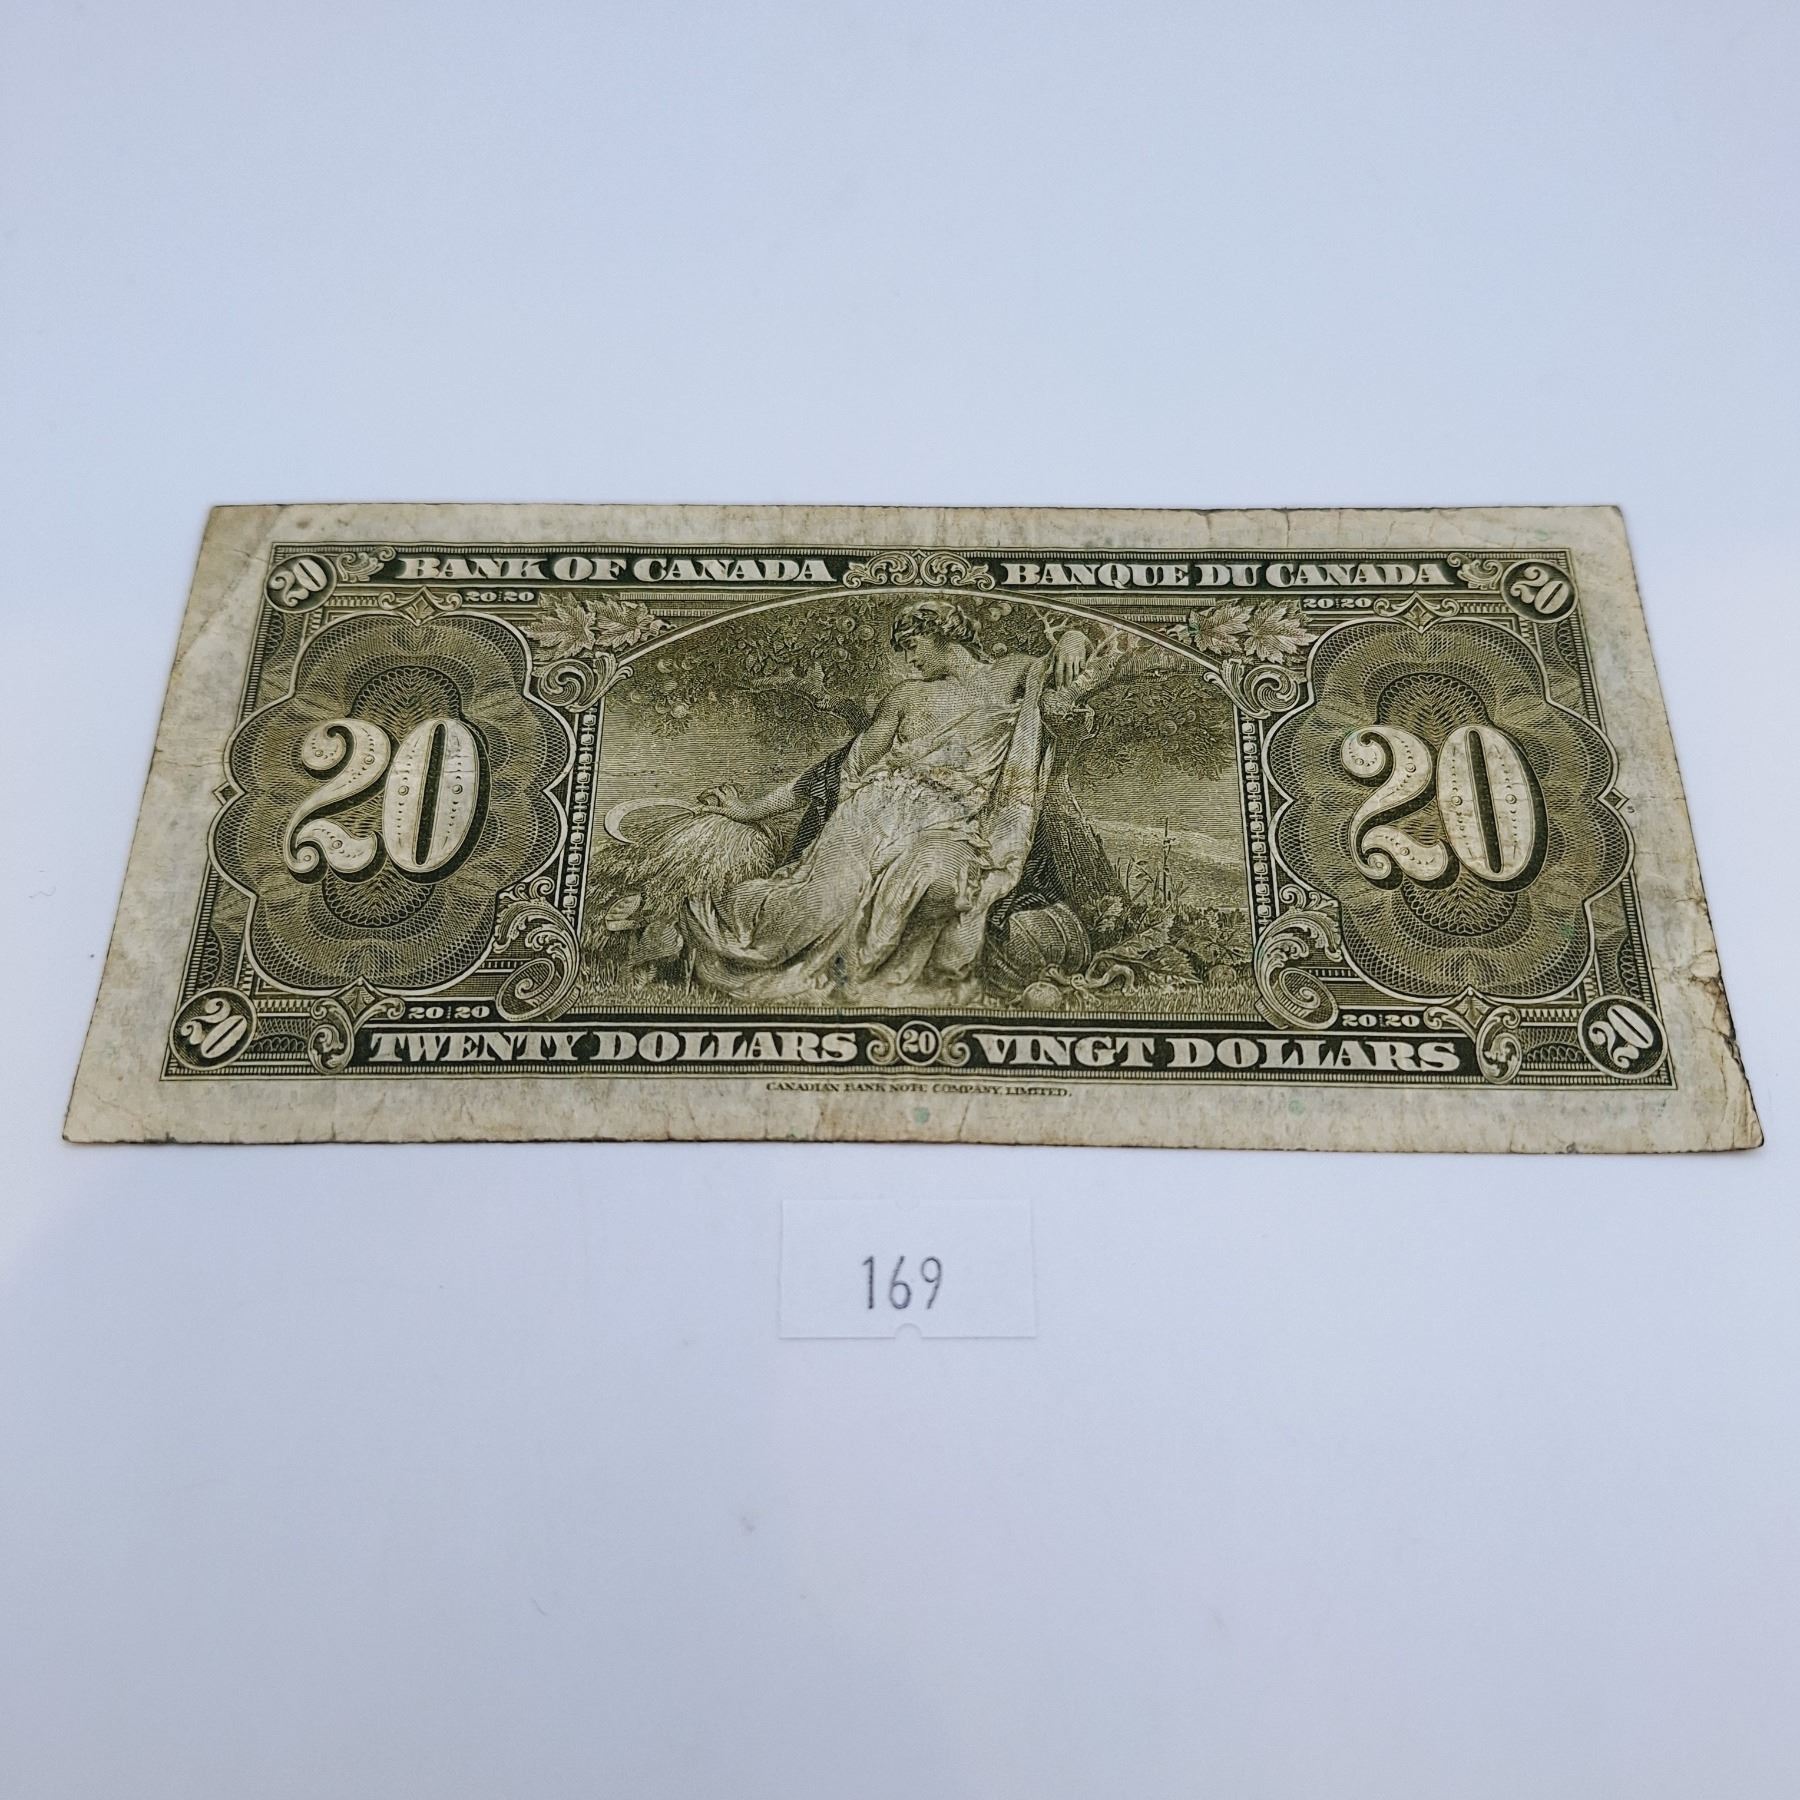 20 BANK OF CANADA BANQUE DU CANADA 20
20 20 20 20
20 20
20 20 20 20
20 TWENTY DOLLARS 20 VINGT DOLLARS 20
CANADIAN BANK NOTE COMPANY, LIMITED.
169